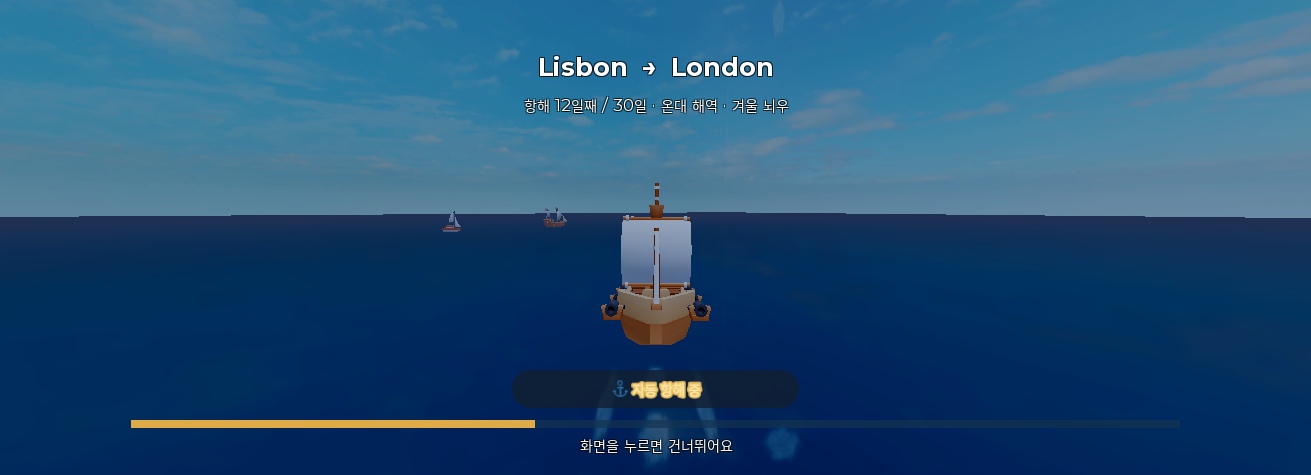 Lisbon → London
항해 12일째 / 30일 · 온대 해역 · 겨울 뇌우
⚓ 자동 항해 중
화면을 누르면 건너뛰어요